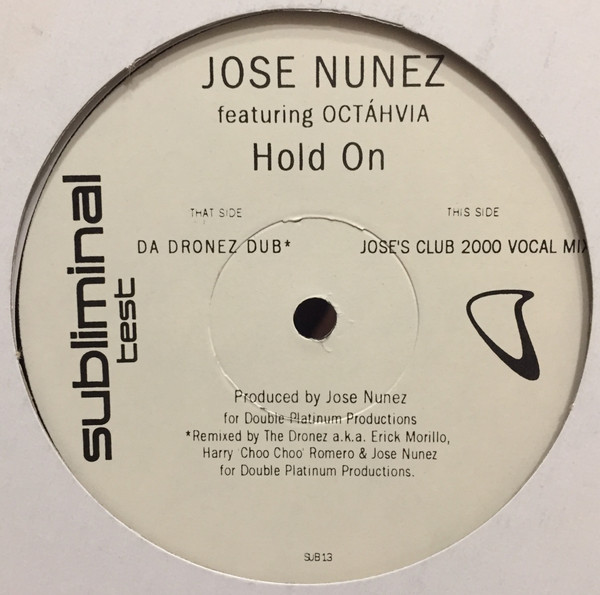 JOSE NUNEZ
featuring OCTÁHVIA
Hold On
THAT SIDE
DA DRONEZ DUB*
THIS SIDE
JOSE'S CLUB 2000 VOCAL MIX
subliminal
test
Produced by Jose Nunez
for Double Platinum Productions
*Remixed by The Dronez a.k.a. Erick Morillo,
Harry 'Choo Choo' Romero & Jose Nunez
for Double Platinum Productions.
SUB13